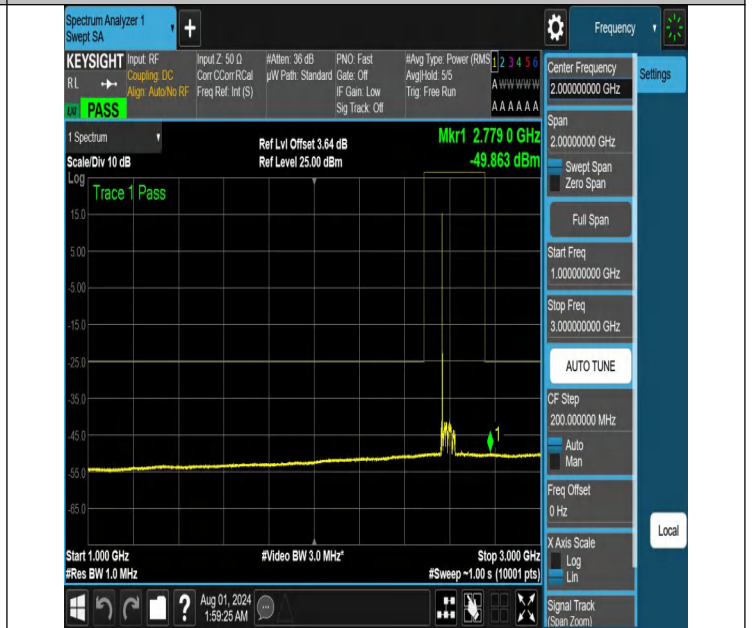 Spectrum Analyzer 1
Swept SA
Frequency
KEYSIGHT
RL
PASS
Input: RF
Coupling: DC
Align: Auto/No RF
Input Z: 50 Ω
Corr CCorr RCal
Freq Ref: Int (S)
#Atten: 36 dB
µW Path: Standard
PNO: Fast
Gate: Off
IF Gain: Low
Sig Track: Off
#Avg Type: Power (RMS
Avg|Hold: 5/5
Trig: Free Run
1 2 3 4 5 6
A W W W W W
A A A A A A
1 Spectrum
Scale/Div 10 dB
Ref Lvl Offset 3.64 dB
Ref Level 25.00 dBm
Mkr1 2.779 0 GHz
-49.863 dBm
Log
Trace 1 Pass
15.0
5.00
-5.00
-15.0
-25.0
-35.0
-45.0
-55.0
-65.0
1
Start 1.000 GHz
#Res BW 1.0 MHz
#Video BW 3.0 MHz*
Stop 3.000 GHz
#Sweep ~1.00 s (10001 pts)
Center Frequency
2.000000000 GHz
Span
2.00000000 GHz
Swept Span
Zero Span
Full Span
Start Freq
1.000000000 GHz
Stop Freq
3.000000000 GHz
AUTO TUNE
CF Step
200.000000 MHz
Auto
Man
Freq Offset
0 Hz
X Axis Scale
Log
Lin
Signal Track
(Span Zoom)
Settings
Local
?
Aug 01, 2024
1:59:25 AM